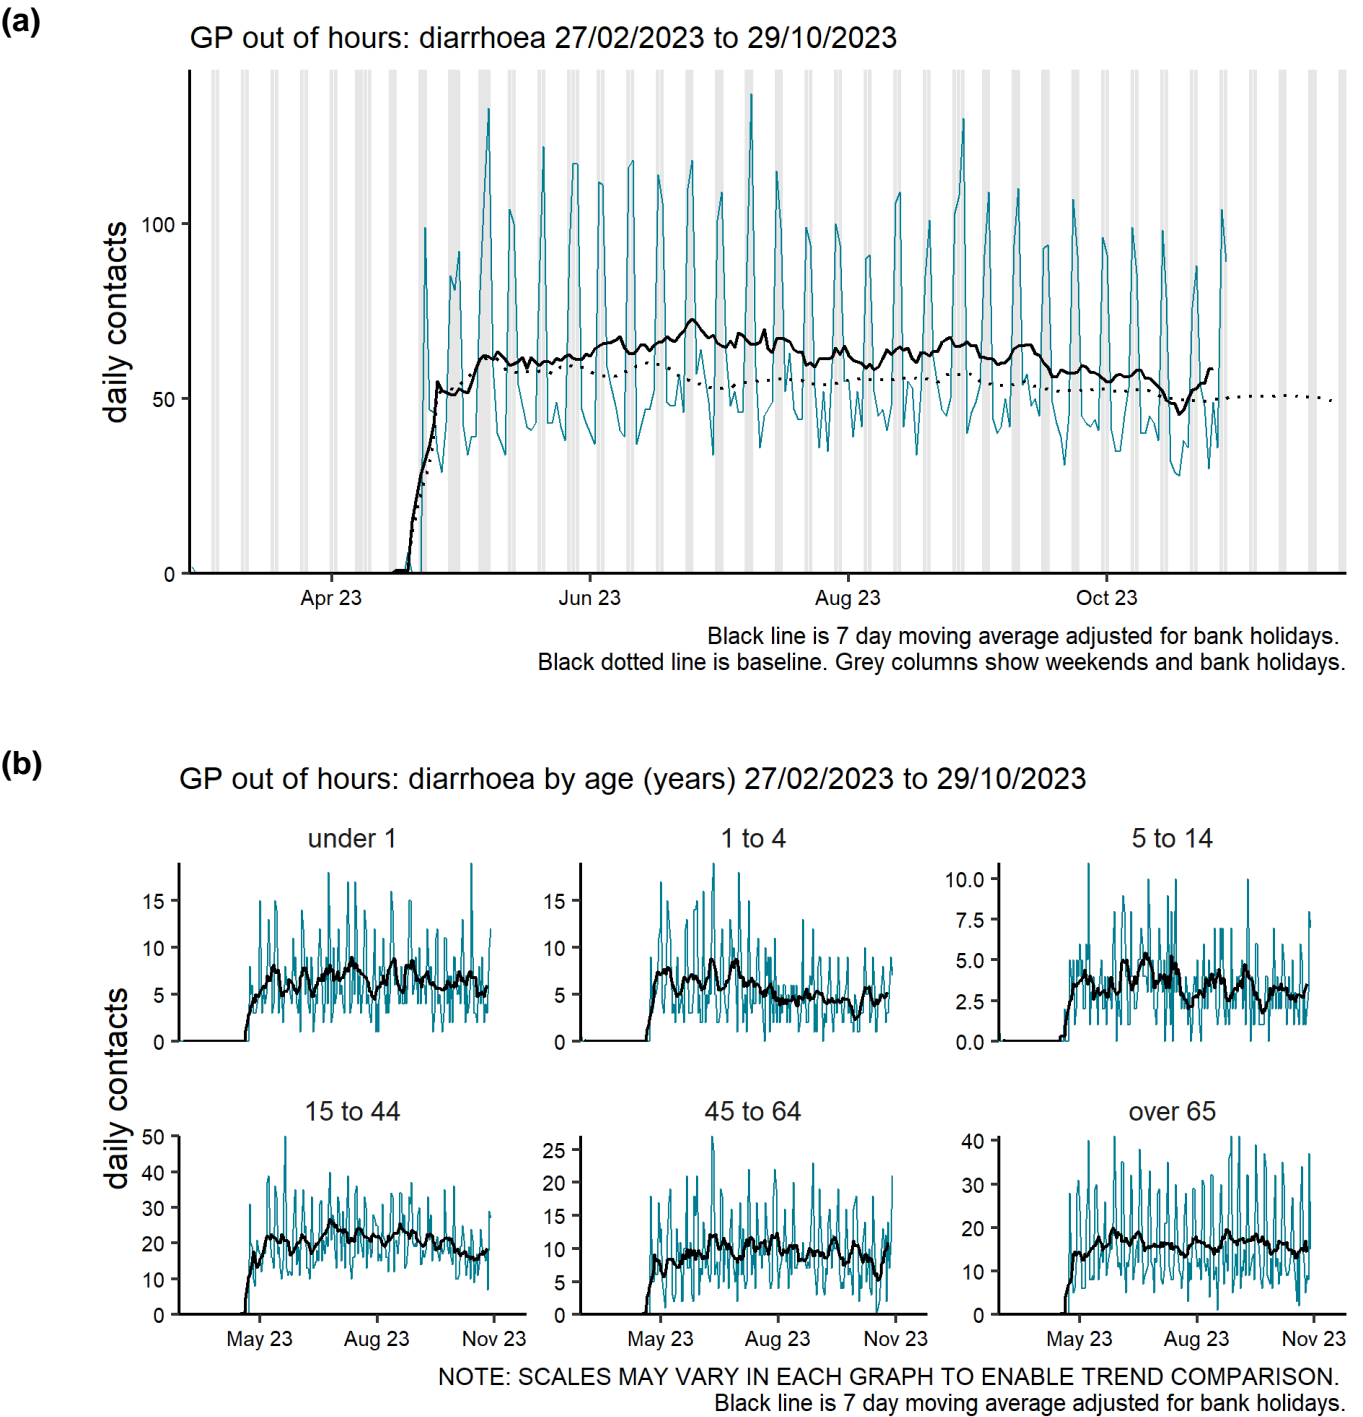 (a)
GP out of hours: diarrhoea 27/02/2023 to 29/10/2023
daily contacts
100
50
0
Apr 23
Jun 23
Aug 23
Oct 23
Black line is 7 day moving average adjusted for bank holidays.
Black dotted line is baseline. Grey columns show weekends and bank holidays.
(b)
GP out of hours: diarrhoea by age (years) 27/02/2023 to 29/10/2023
daily contacts
under 1
15
10
5
0
1 to 4
15
10
5
0
5 to 14
10.0
7.5
5.0
2.5
0.0
15 to 44
50
40
30
20
10
0
May 23
Aug 23
Nov 23
45 to 64
25
20
15
10
5
0
May 23
Aug 23
Nov 23
over 65
40
30
20
10
0
May 23
Aug 23
Nov 23
NOTE: SCALES MAY VARY IN EACH GRAPH TO ENABLE TREND COMPARISON.
Black line is 7 day moving average adjusted for bank holidays.